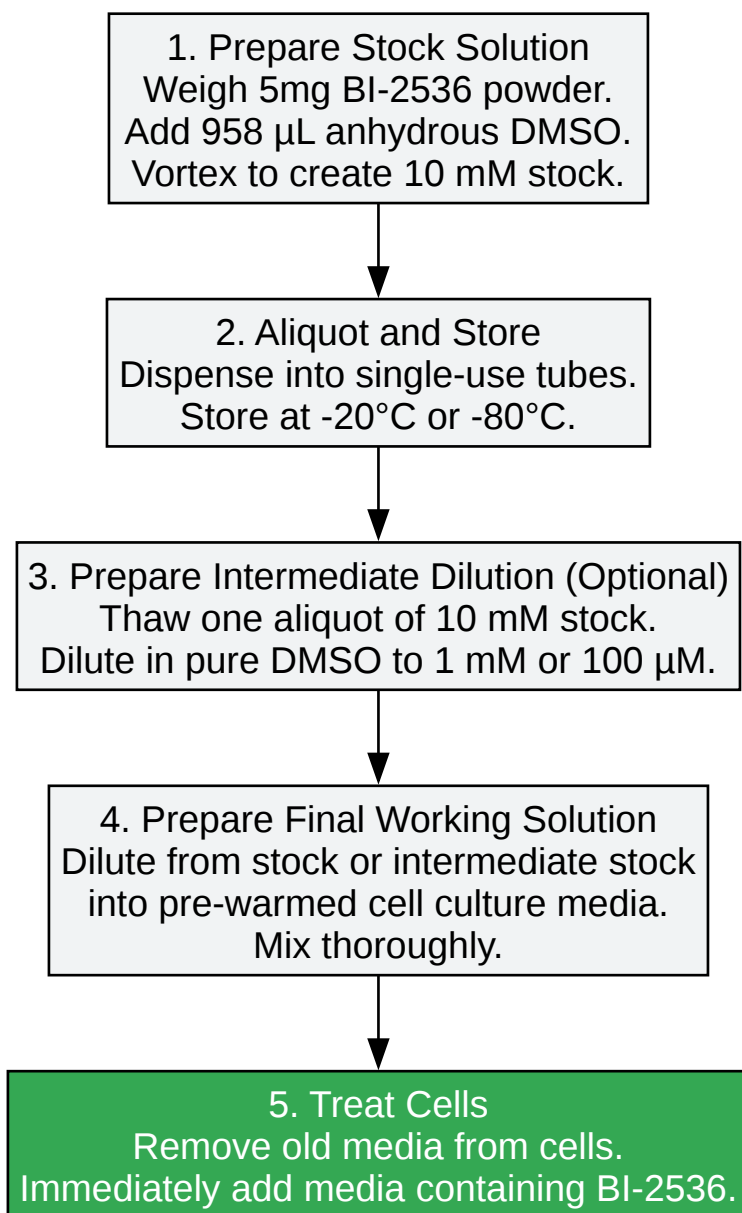 1. Prepare Stock Solution
Weigh 5mg BI-2536 powder.
Add 958 µL anhydrous DMSO.
Vortex to create 10 mM stock.
2. Aliquot and Store
Dispense into single-use tubes.
Store at -20°C or -80°C.
3. Prepare Intermediate Dilution (Optional)
Thaw one aliquot of 10 mM stock.
Dilute in pure DMSO to 1 mM or 100 µM.
4. Prepare Final Working Solution
Dilute from stock or intermediate stock
into pre-warmed cell culture media.
Mix thoroughly.
5. Treat Cells
Remove old media from cells.
Immediately add media containing BI-2536.